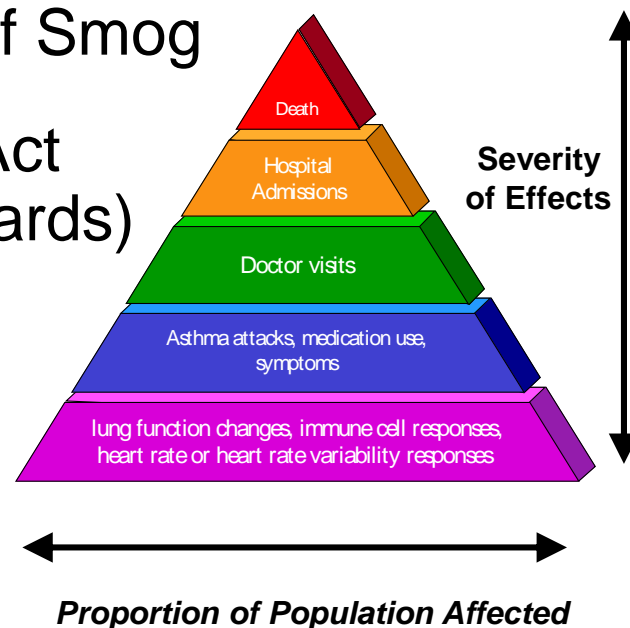 f Smog
Act
ards)
Death
Hospital
Admissions
Severity
of Effects
Doctor visits
Asthma attacks, medication use,
symptoms
lung function changes, immune cell responses,
heart rate or heart rate variability responses
Proportion of Population Affected